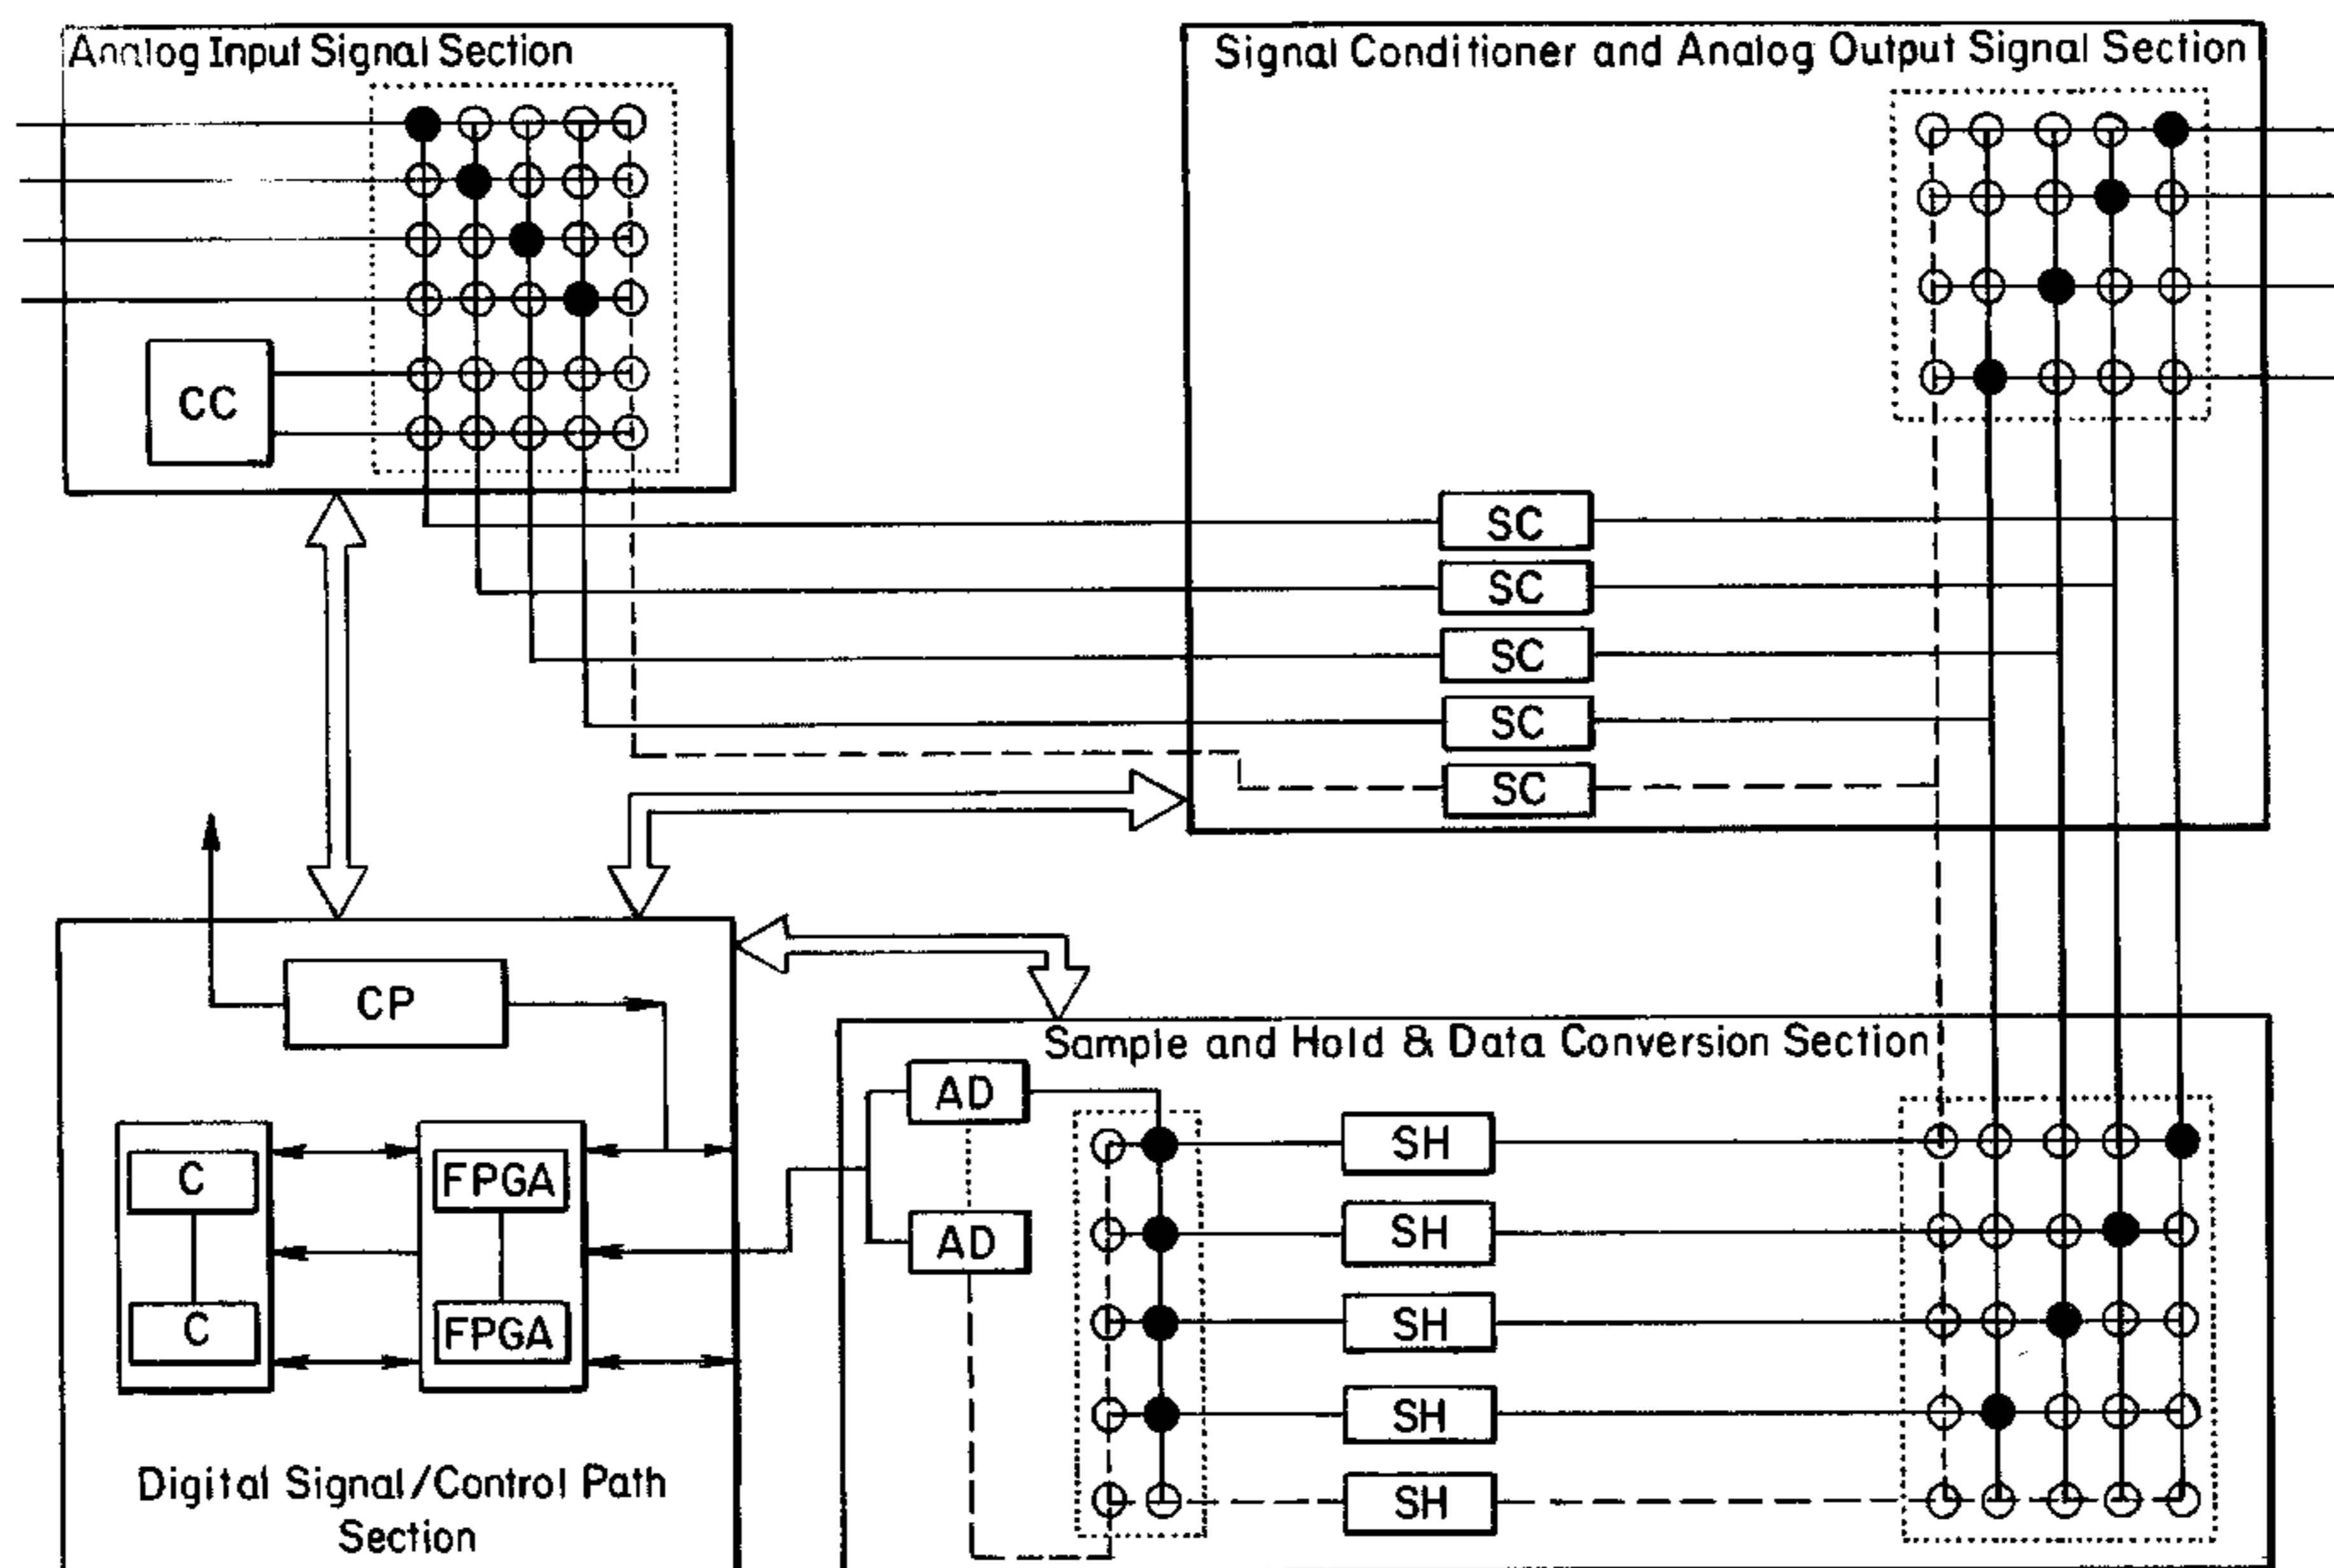 Analog Input Signal Section
Signal Conditioner and Analog Output Signal Section
CC
SC
SC
SC
SC
SC
CP
Sample and Hold & Data Conversion Section
AD
SH
C
FPGA
AD
SH
C
FPGA
SH
SH
Digital Signal/Control Path
Section
SH